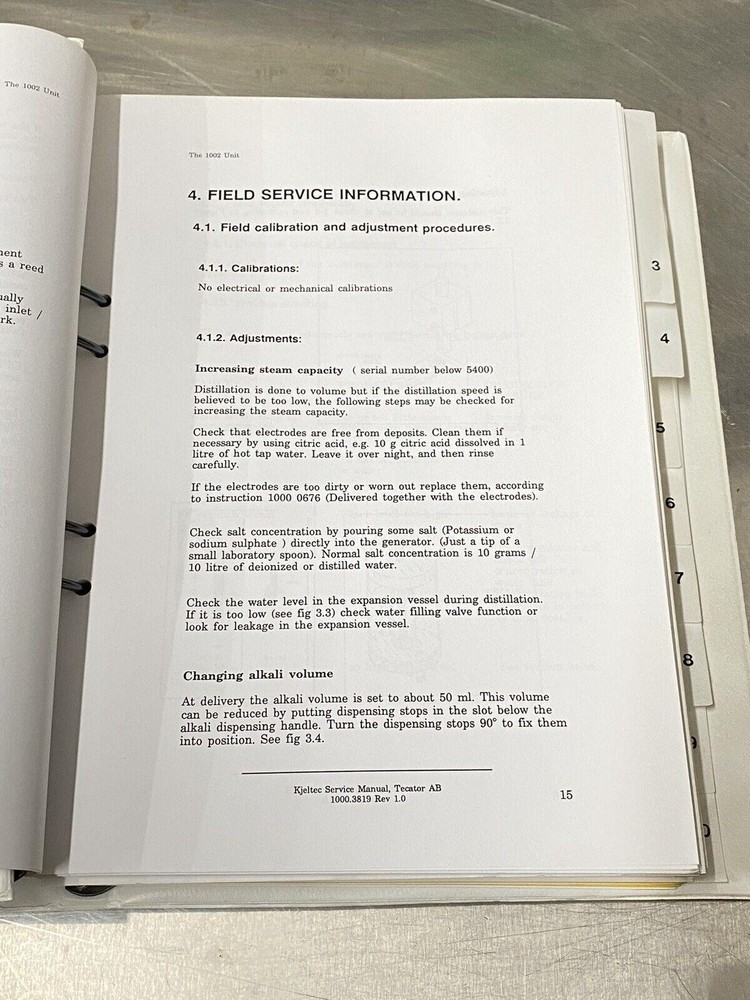 The 1002 Unit
s a reed
ually
inlet /
rk.
The 1002 Unit
4. FIELD SERVICE INFORMATION.
4.1. Field calibration and adjustment procedures.
4.1.1. Calibrations:
No electrical or mechanical calibrations
4.1.2. Adjustments:
Increasing steam capacity ( serial number below 5400)
Distillation is done to volume but if the distillation speed is
believed to be too low, the following steps may be checked for
increasing the steam capacity.
Check that electrodes are free from deposits. Clean them if
necessary by using citric acid, e.g. 10 g citric acid dissolved in 1
litre of hot tap water. Leave it over night, and then rinse
carefully.
If the electrodes are too dirty or worn out replace them, according
to instruction 1000 0676 (Delivered together with the electrodes).
Check salt concentration by pouring some salt (Potassium or
sodium sulphate ) directly into the generator. (Just a tip of a
small laboratory spoon). Normal salt concentration is 10 grams /
10 litre of deionized or distilled water.
Check the water level in the expansion vessel during distillation.
If it is too low (see fig 3.3) check water filling valve function or
look for leakage in the expansion vessel.
Changing alkali volume
At delivery the alkali volume is set to about 50 ml. This volume
can be reduced by putting dispensing stops in the slot below the
alkali dispensing handle. Turn the dispensing stops 90° to fix them
into position. See fig 3.4.
Kjeltec Service Manual, Tecator AB
1000.3819 Rev 1.0
15
3
4
5
6
7
8